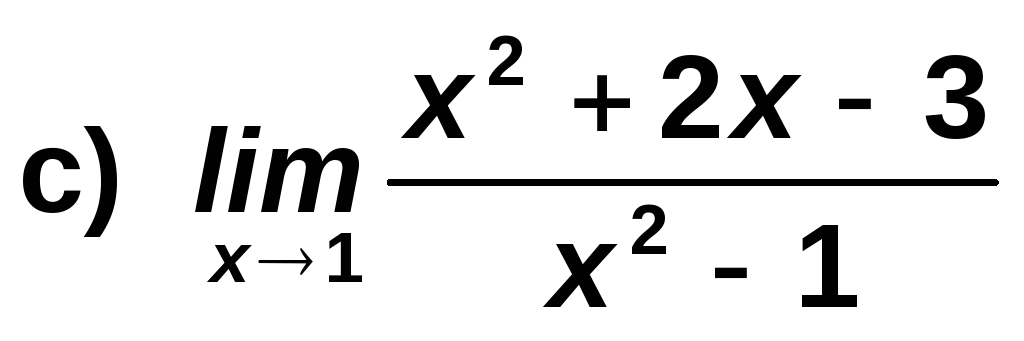 c) lim x→1 x² + 2x - 3
x² - 1